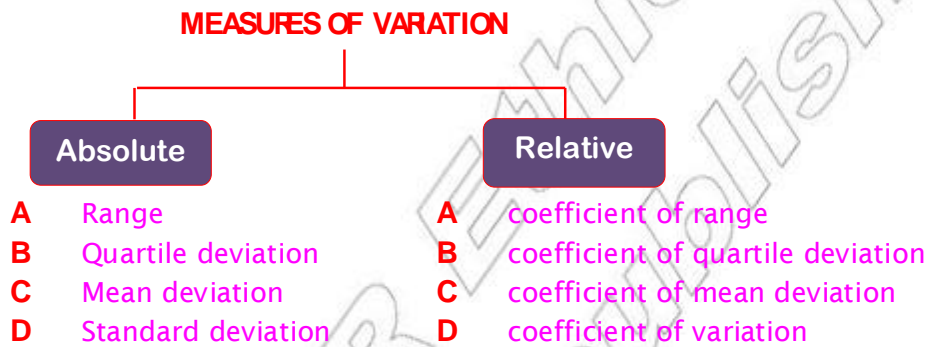 MEASURES OF VARATION
Absolute
Relative
A Range
B Quartile deviation
C Mean deviation
D Standard deviation
A coefficient of range
B coefficient of quartile deviation
C coefficient of mean deviation
D coefficient of variation